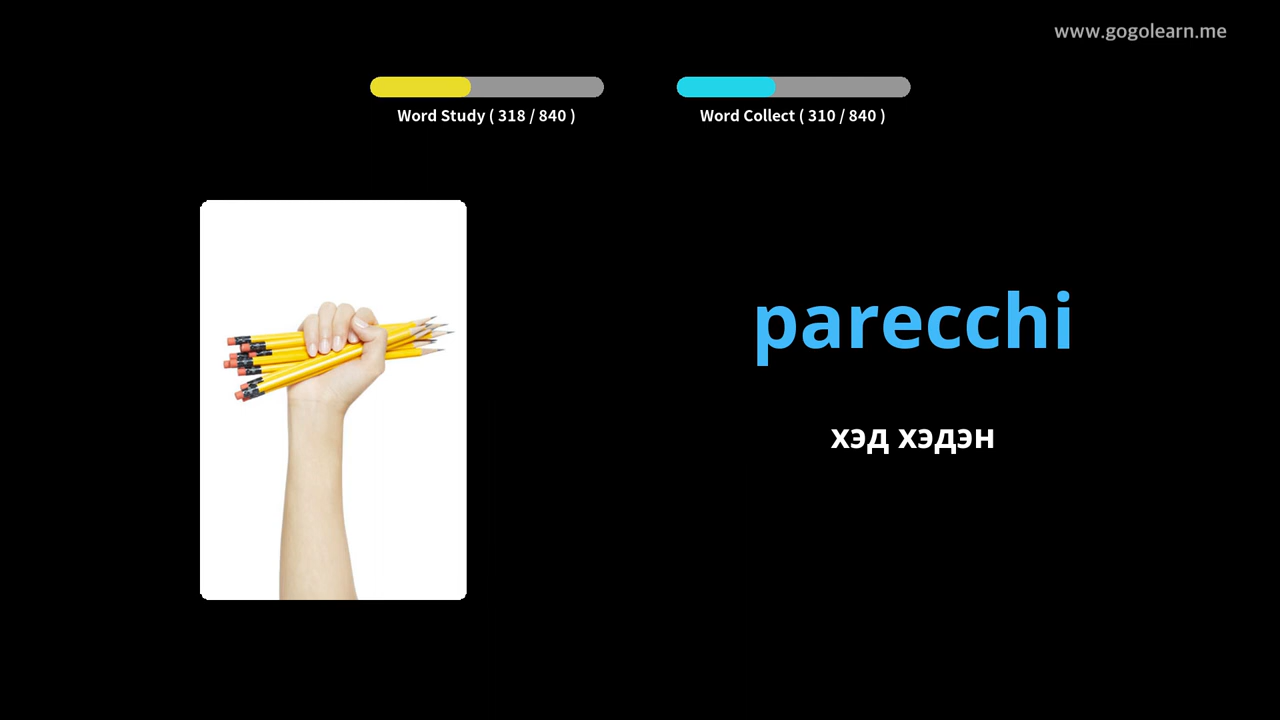 www.gogolearn.me
Word Study ( 318 / 840 )
Word Collect ( 310 / 840 )
parecchi
хэд хэдэн